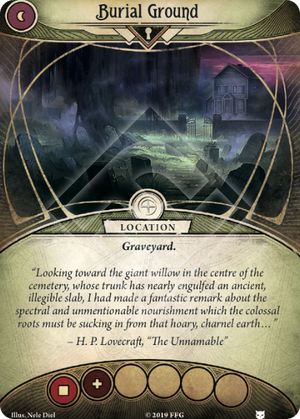 Burial Ground
LOCATION
Graveyard.
“Looking toward the giant willow in the centre of the
cemetery, whose trunk has nearly engulfed an ancient,
illegible slab, I had made a fantastic remark about the
spectral and unmentionable nourishment which the colossal
roots must be sucking in from that hoary, charnel earth…”
– H. P. Lovecraft, “The Unnamable”
Illus. Nele Diel
© 2019 FFG